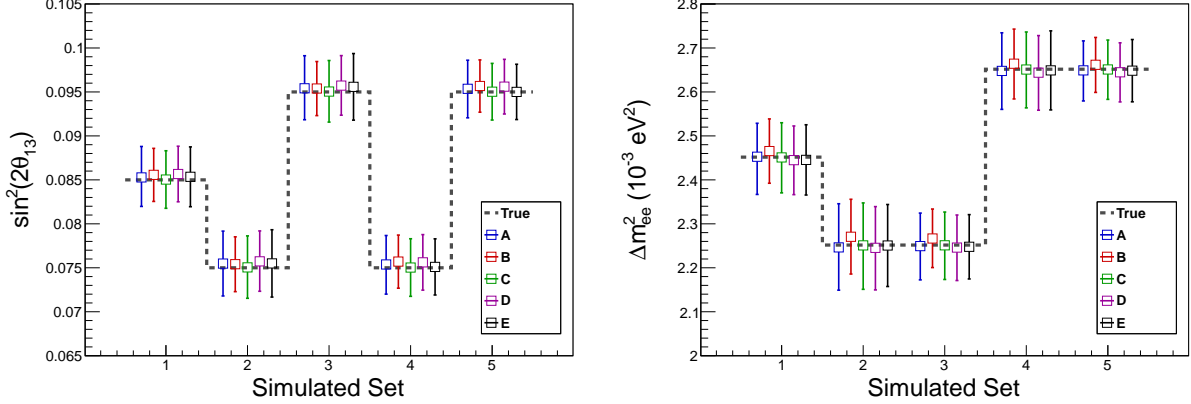 0.105
0.1
0.095
0.09
0.085
0.08
0.075
0.07
0.065
sin²(2θ₁₃)
1 2 3 4 5
Simulated Set
True
A
B
C
D
E
2.8
2.7
2.6
2.5
2.4
2.3
2.2
2.1
2
Δm²ₑₑ (10⁻³ eV²)
1 2 3 4 5
Simulated Set
True
A
B
C
D
E